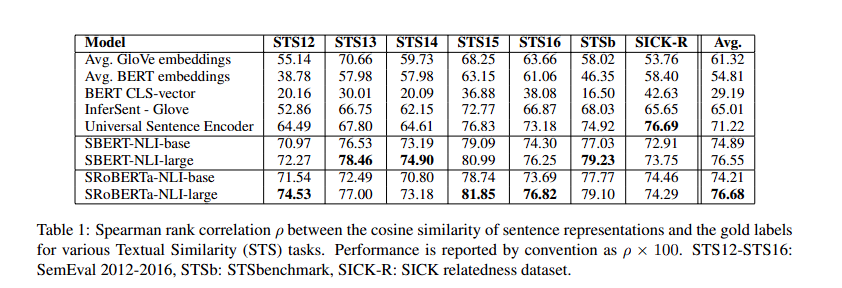 Model STS12 STS13 STS14 STS15 STS16 STSb SICK-R Avg.
Avg. GloVe embeddings 55.14 70.66 59.73 68.25 63.66 58.02 53.76 61.32
Avg. BERT embeddings 38.78 57.98 57.98 63.15 61.06 46.35 58.40 54.81
BERT CLS-vector 20.16 30.01 20.09 36.88 38.08 16.50 42.63 29.19
InferSent - Glove 52.86 66.75 62.15 72.77 66.87 68.03 65.65 65.01
Universal Sentence Encoder 64.49 67.80 64.61 76.83 73.18 74.92 76.69 71.22
SBERT-NLI-base 70.97 76.53 73.19 79.09 74.30 77.03 72.91 74.89
SBERT-NLI-large 72.27 78.46 74.90 80.99 76.25 79.23 73.75 76.55
SRoBERTa-NLI-base 71.54 72.49 70.80 78.74 73.69 77.77 74.46 74.21
SRoBERTa-NLI-large 74.53 77.00 73.18 81.85 76.82 79.10 74.29 76.68
Table 1: Spearman rank correlation ρ between the cosine similarity of sentence representations and the gold labels
for various Textual Similarity (STS) tasks. Performance is reported by convention as ρ × 100. STS12-STS16:
SemEval 2012-2016, STSb: STSbenchmark, SICK-R: SICK relatedness dataset.